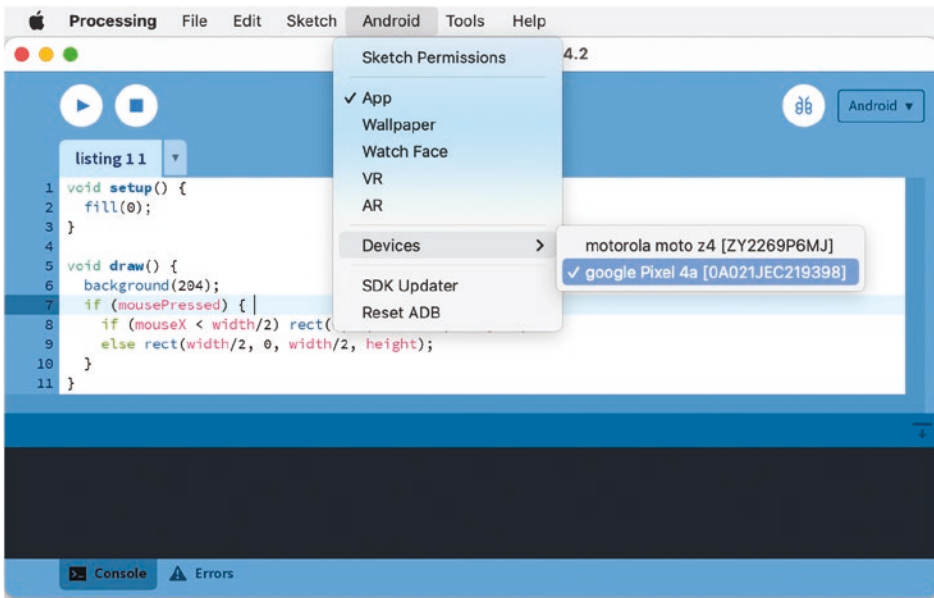 Processing File Edit Sketch Android Tools Help
4.2
Sketch Permissions
✓ App
Wallpaper
Watch Face
VR
AR
Devices >
SDK Updater
Reset ADB
motorola moto z4 [ZY2269P6MJ]
✓ google Pixel 4a [0A021JEC219398]
Android ▼
listing 1 1 ▼
1 void setup() {
2   fill(0);
3 }
4
5 void draw() {
6   background(204);
7   if (mousePressed) {
8     if (mouseX < width/2) rect(
9     else rect(width/2, 0, width/2, height);
10   }
11 }
Console Errors